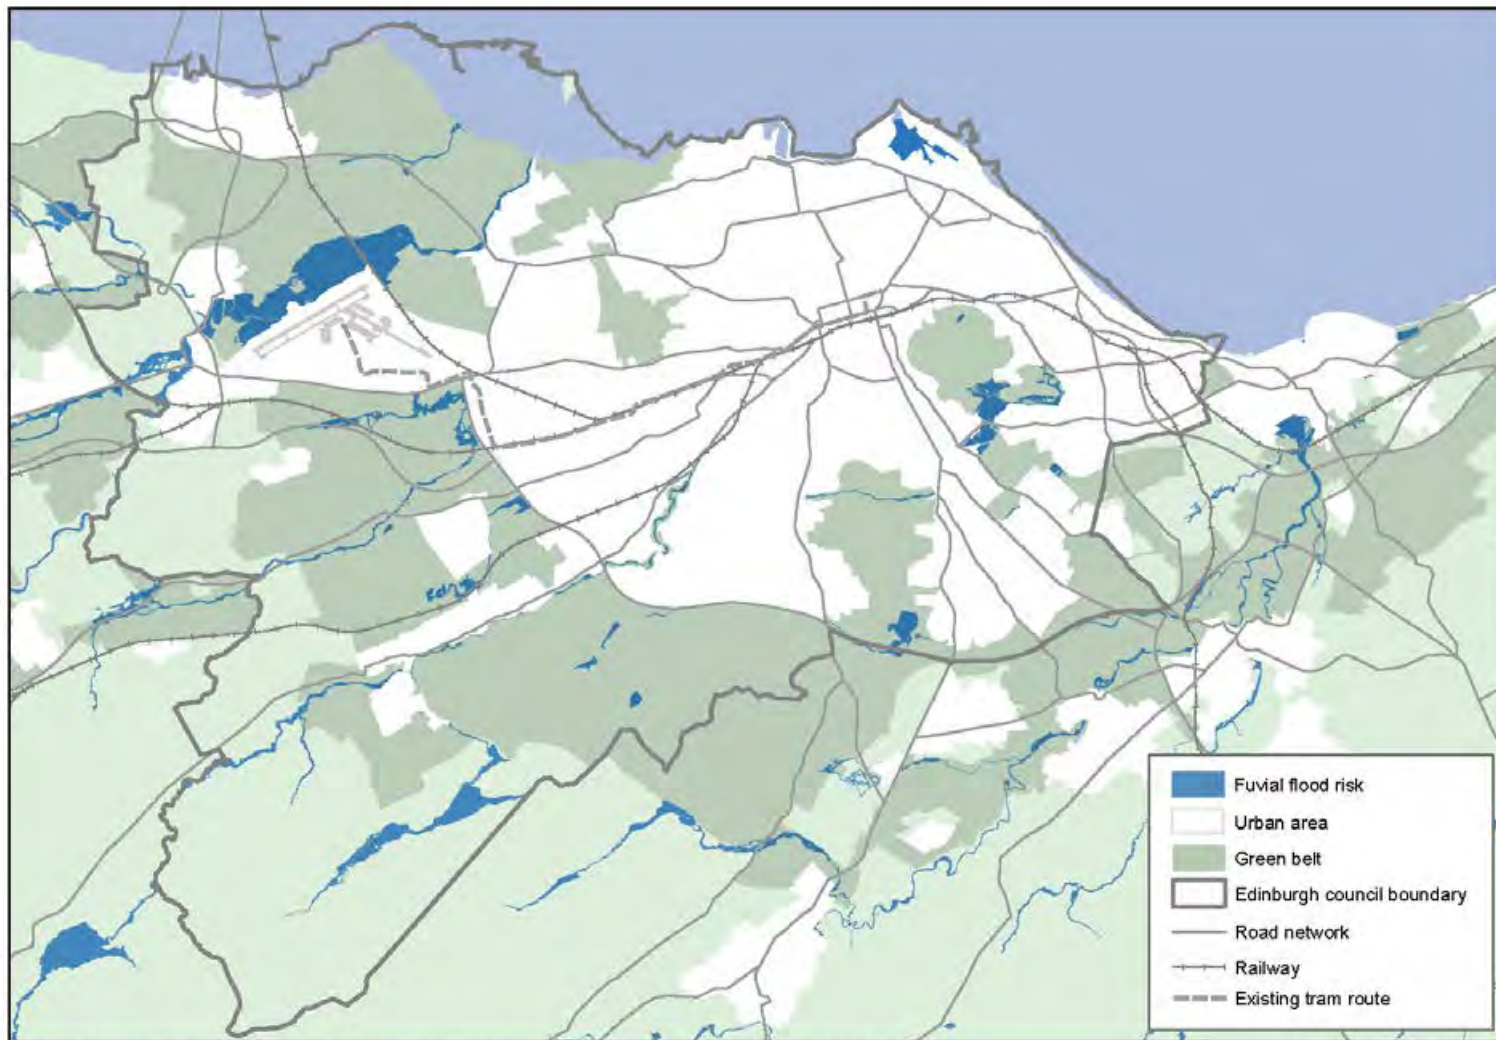 Fuvial flood risk
Urban area
Green belt
Edinburgh council boundary
Road network
Railway
Existing tram route